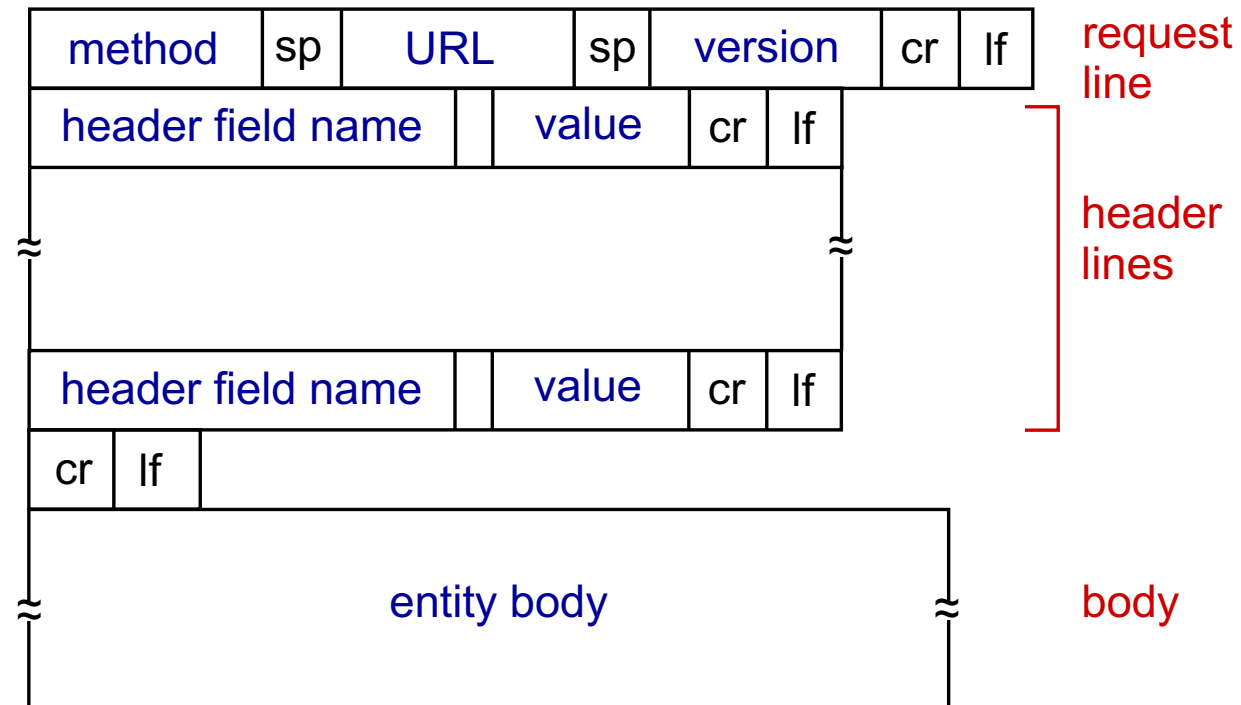 method sp URL sp version cr lf
request
line
header field name value cr lf
header
lines
header field name value cr lf
cr lf
entity body
body